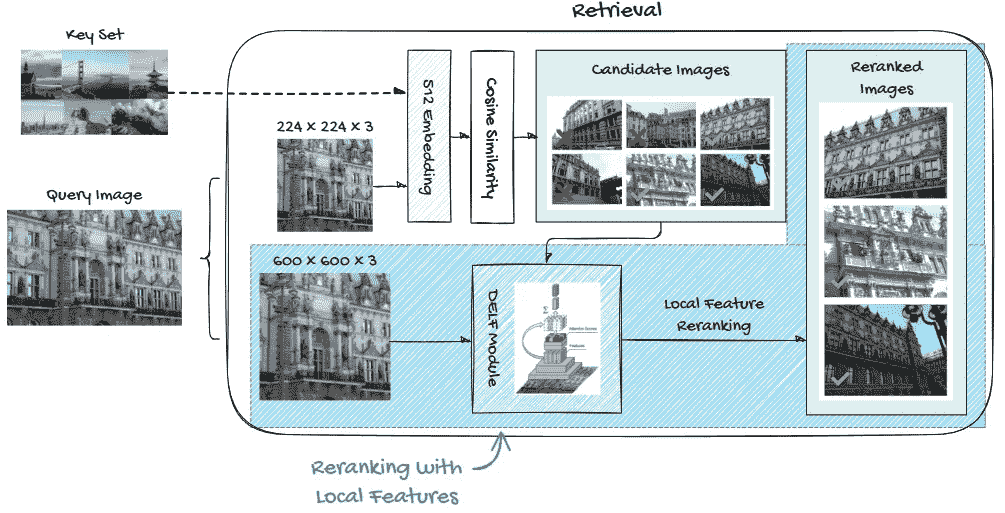 Retrieval
Key Set
224 x 224 x 3
Query Image
512 Embedding
Cosine Similarity
Candidate Images
Reranked
Images
600 x 600 x 3
DELF Module
Attention Scores
Features
Local Feature
Reranking
Reranking with
Local Features